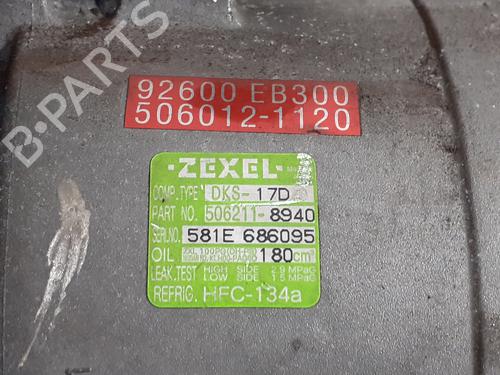 92600 EB300
506012-1120
B-PARTS
·ZEXEL·
COMP.TYPE DKS-17D
PART NO. 506211-8940
SERI.NO. 581E 686095
OIL 180cm³
LEAK.TEST HIGH SIDE 2.9 MPaG
LOW SIDE 1.5 MPaG
REFRIG. HFC-134a